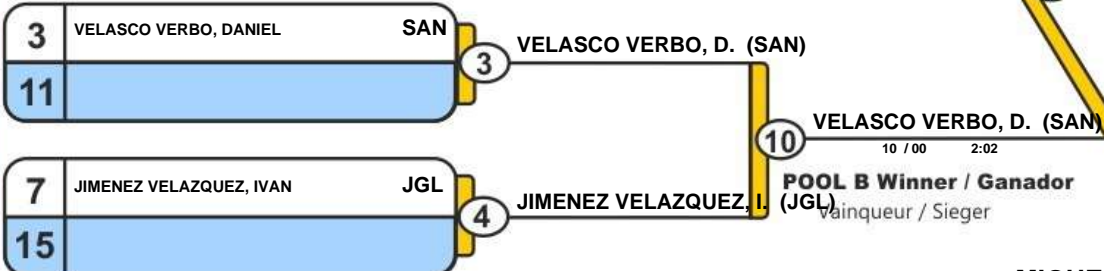 3 VELASCO VERBO, DANIEL SAN
11
3
VELASCO VERBO, D. (SAN)
7 JIMENEZ VELAZQUEZ, IVAN JGL
15
4
JIMENEZ VELAZQUEZ, I. (JGL)
10
VELASCO VERBO, D. (SAN)
10 / 00 2:02
POOL B Winner / Ganador
Vainqueur / Sieger